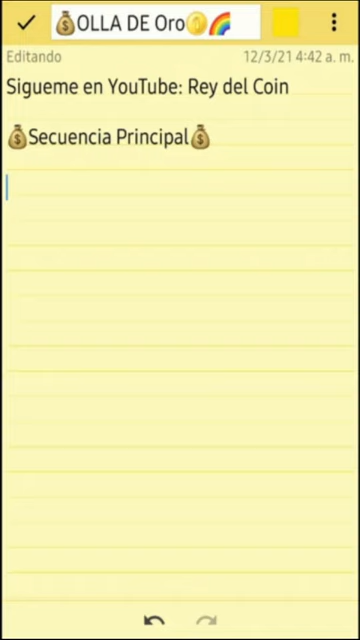 💰OLLA DE Oro🪙🌈
Editando 12/3/21 4:42 a. m.
Sigueme en YouTube: Rey del Coin
💰Secuencia Principal💰